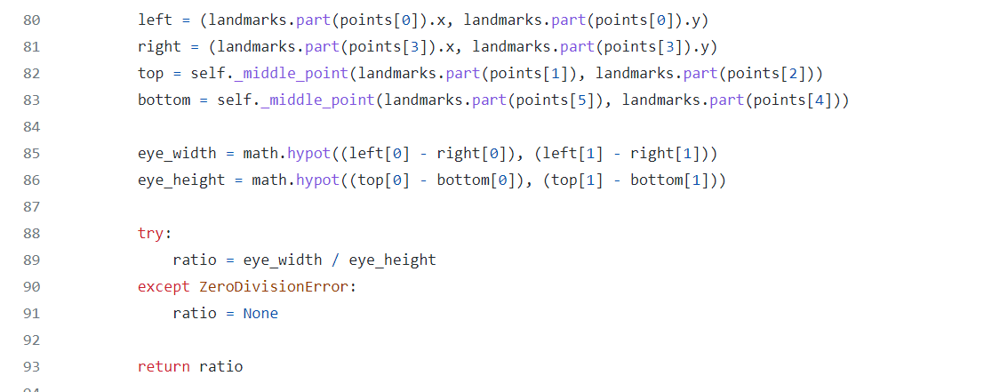 80 left = (landmarks.part(points[0]).x, landmarks.part(points[0]).y)
81 right = (landmarks.part(points[3]).x, landmarks.part(points[3]).y)
82 top = self._middle_point(landmarks.part(points[1]), landmarks.part(points[2]))
83 bottom = self._middle_point(landmarks.part(points[5]), landmarks.part(points[4]))
84
85 eye_width = math.hypot((left[0] - right[0]), (left[1] - right[1]))
86 eye_height = math.hypot((top[0] - bottom[0]), (top[1] - bottom[1]))
87
88 try:
89 ratio = eye_width / eye_height
90 except ZeroDivisionError:
91 ratio = None
92
93 return ratio